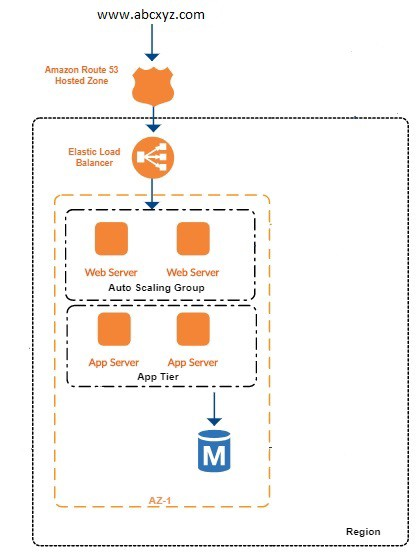 www.abcxyz.com
Amazon Route 53
Hosted Zone
Elastic Load
Balancer
Web Server Web Server
Auto Scaling Group
App Server App Server
App Tier
M
AZ-1
Region